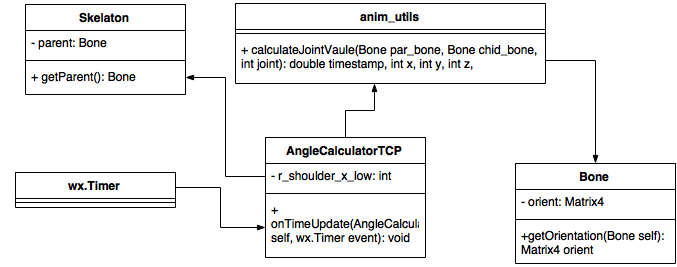 Skelaton
- parent: Bone
+ getParent(): Bone
anim_utils
+ calculateJointVaule(Bone par_bone, Bone chid_bone,
int joint): double timestamp, int x, int y, int z,
AngleCalculatorTCP
- r_shoulder_x_low: int
+
onTimeUpdate(AngleCalcula
self, wx.Timer event): void
wx.Timer
Bone
- orient: Matrix4
+getOrientation(Bone self):
Matrix4 orient